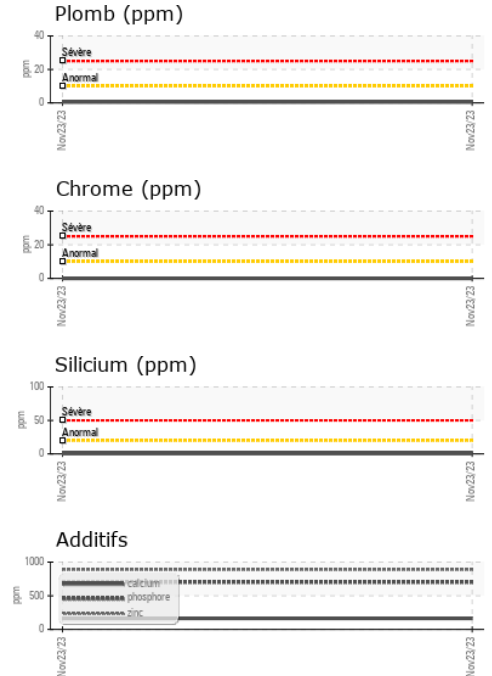 Plomb (ppm)
40
Sévère
20
Anormal
0
ppm
Nov23/23
Nov23/23
Chrome (ppm)
40
Sévère
20
Anormal
0
ppm
Nov23/23
Nov23/23
Silicium (ppm)
100
Sévère
50
Anormal
0
ppm
Nov23/23
Nov23/23
Additifs
1000
calcium
500
phosphore
zinc
0
ppm
Nov23/23
Nov23/23